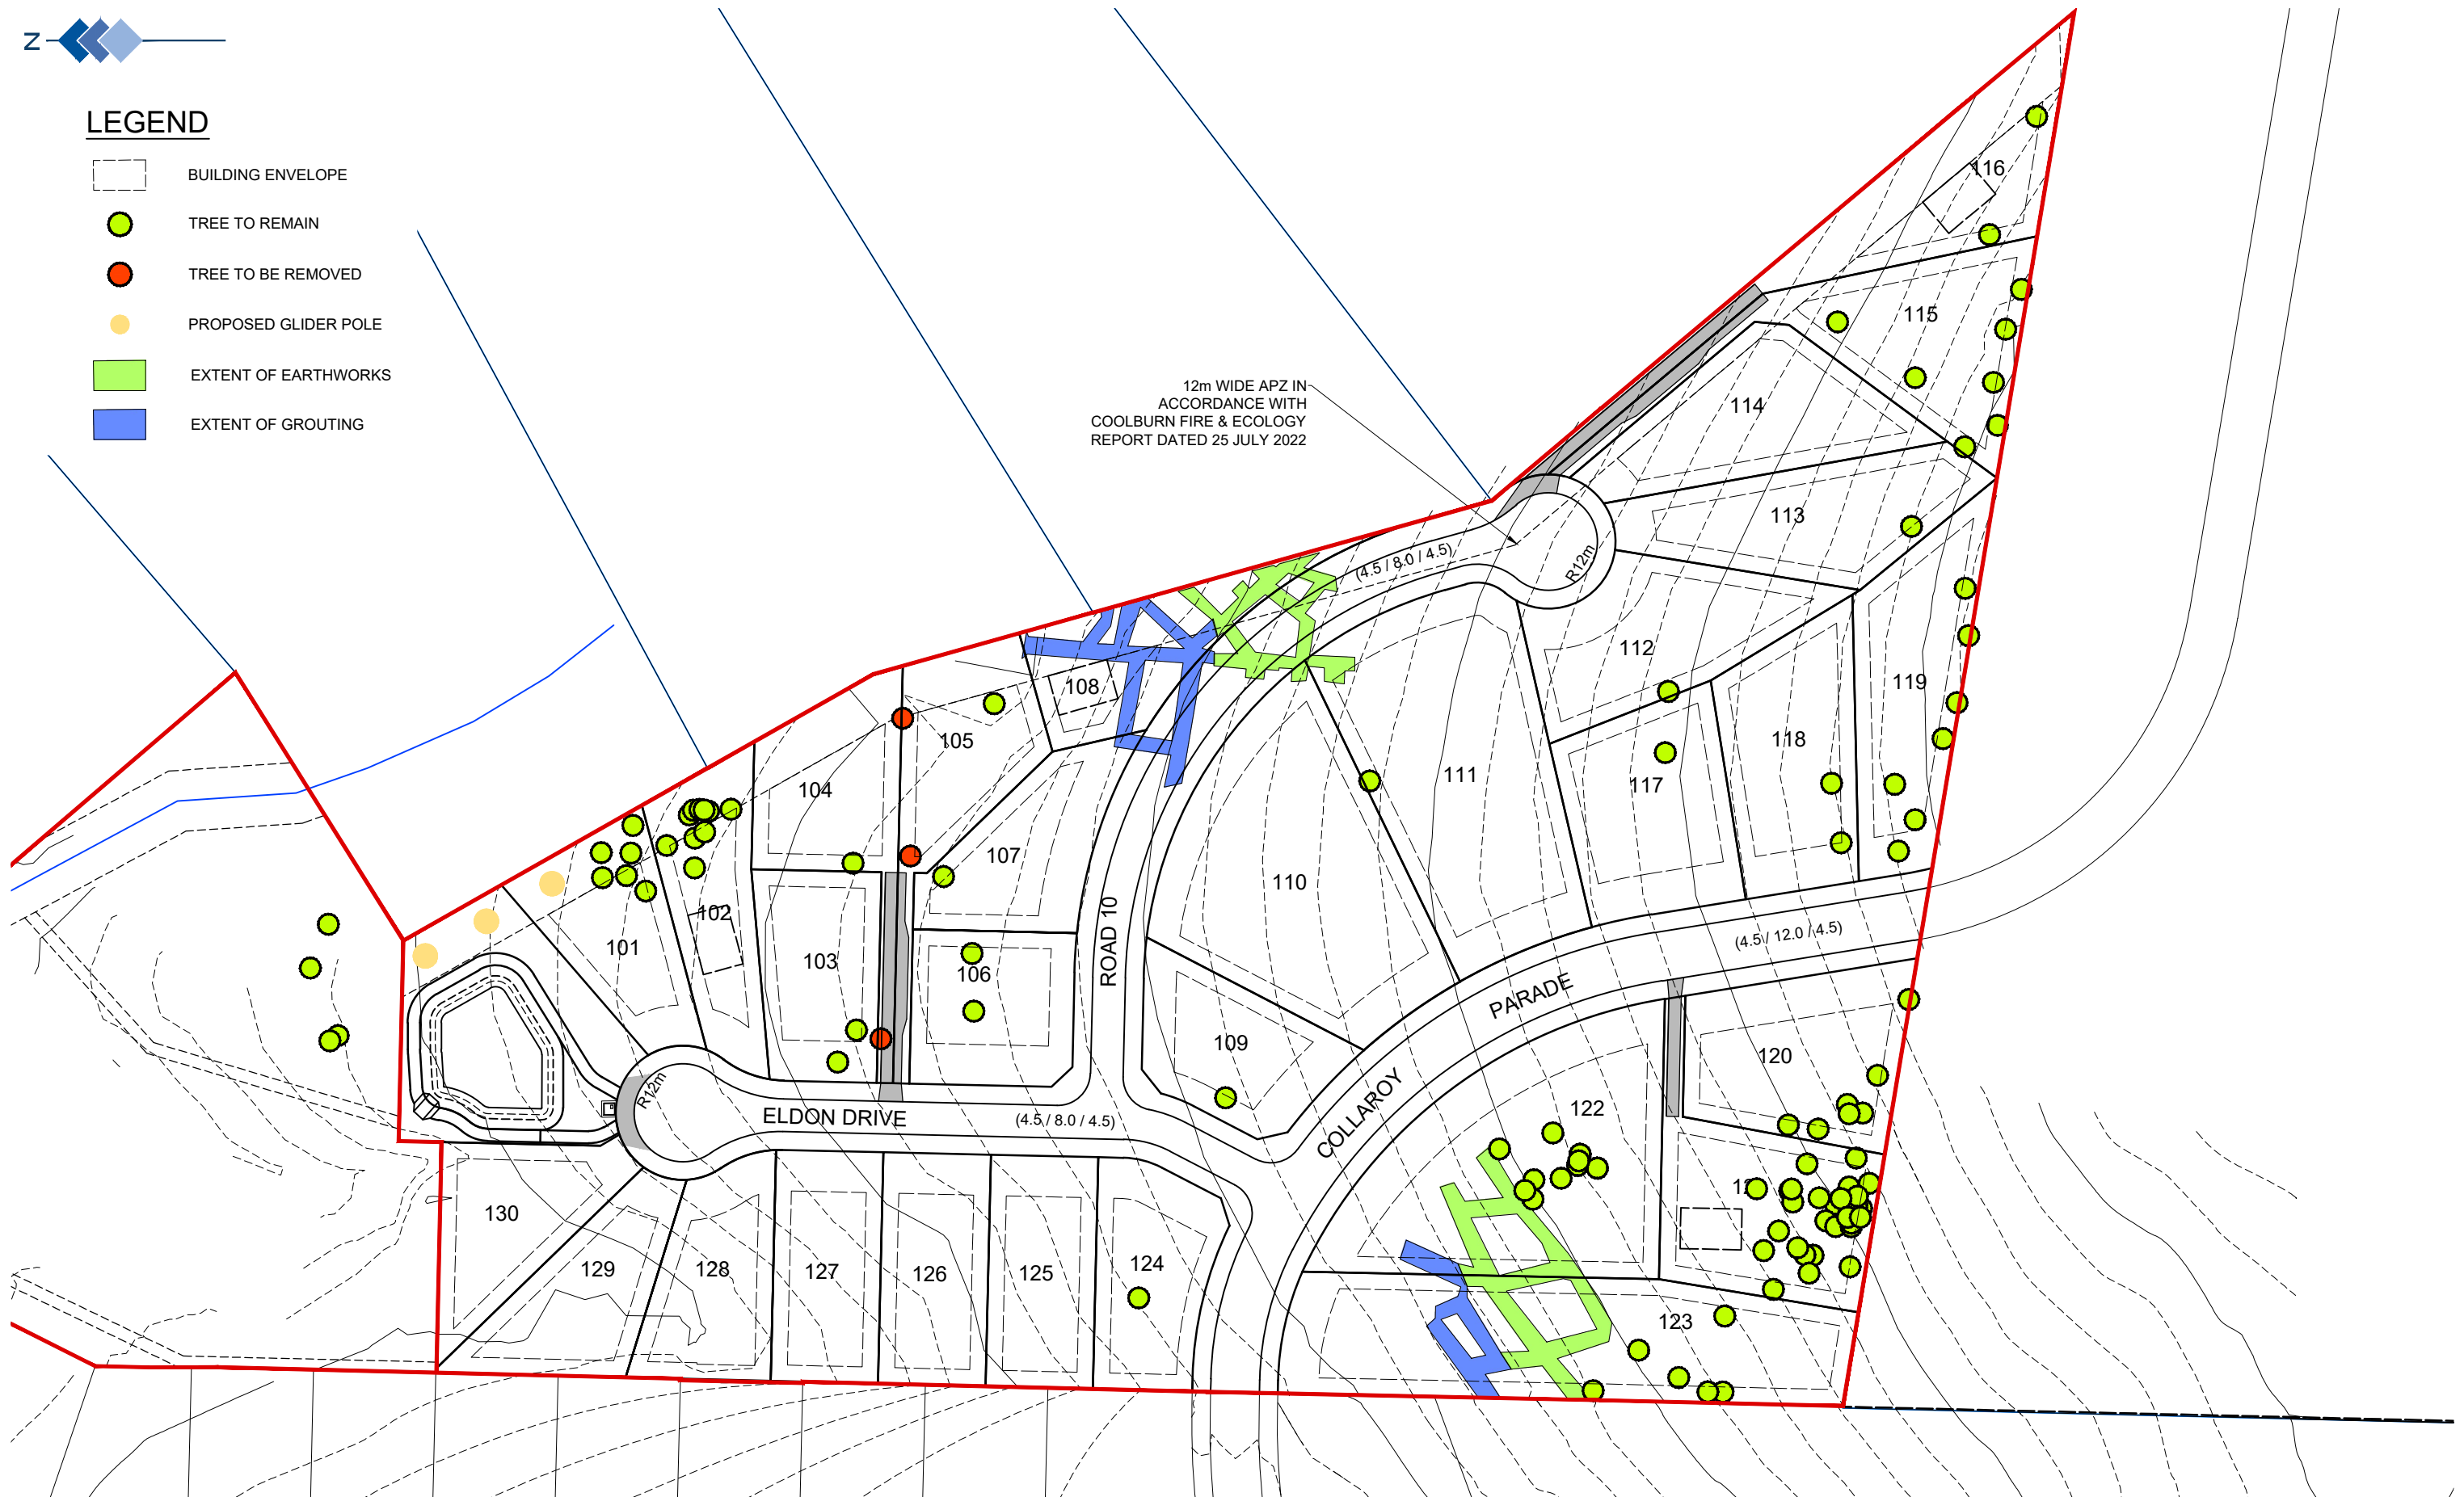 Z
LEGEND
BUILDING ENVELOPE
TREE TO REMAIN
TREE TO BE REMOVED
PROPOSED GLIDER POLE
EXTENT OF EARTHWORKS
EXTENT OF GROUTING
12m WIDE APZ IN
ACCORDANCE WITH
COOLBURN FIRE & ECOLOGY
REPORT DATED 25 JULY 2022
116
115
114
113
(4.5 / 8.0 / 4.5)
R12m
112
119
108
105
118
111
117
104
107
110
102
101
103
106
ROAD 10
(4.5 / 12.0 / 4.5)
PARADE
109
120
R12m
ELDON DRIVE
(4.5 / 8.0 / 4.5)
COLLAROY
122
130
129
128
127
126
125
124
123